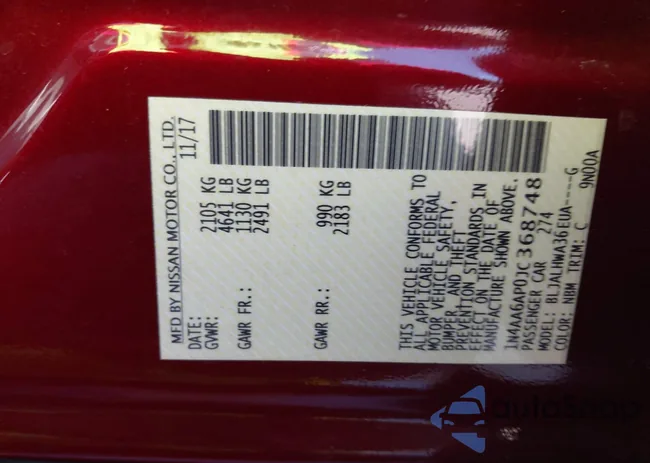 MFD BY NISSAN MOTOR CO., LTD.
DATE: 11/17
GVWR: 2105 KG
4641 LB
GAWR FR.: 1130 KG
2491 LB
GAWR RR.: 990 KG
2183 LB
THIS VEHICLE CONFORMS TO
ALL APPLICABLE FEDERAL
MOTOR VEHICLE SAFETY,
BUMPER, AND THEFT
PREVENTION STANDARDS IN
EFFECT ON THE DATE OF
MANUFACTURE SHOWN ABOVE.
1N4AA6AP0JC368748
PASSENGER CAR 274
MODEL: BLJALHWA36EUA----G
COLOR: NBM TRIM: C 9N00A